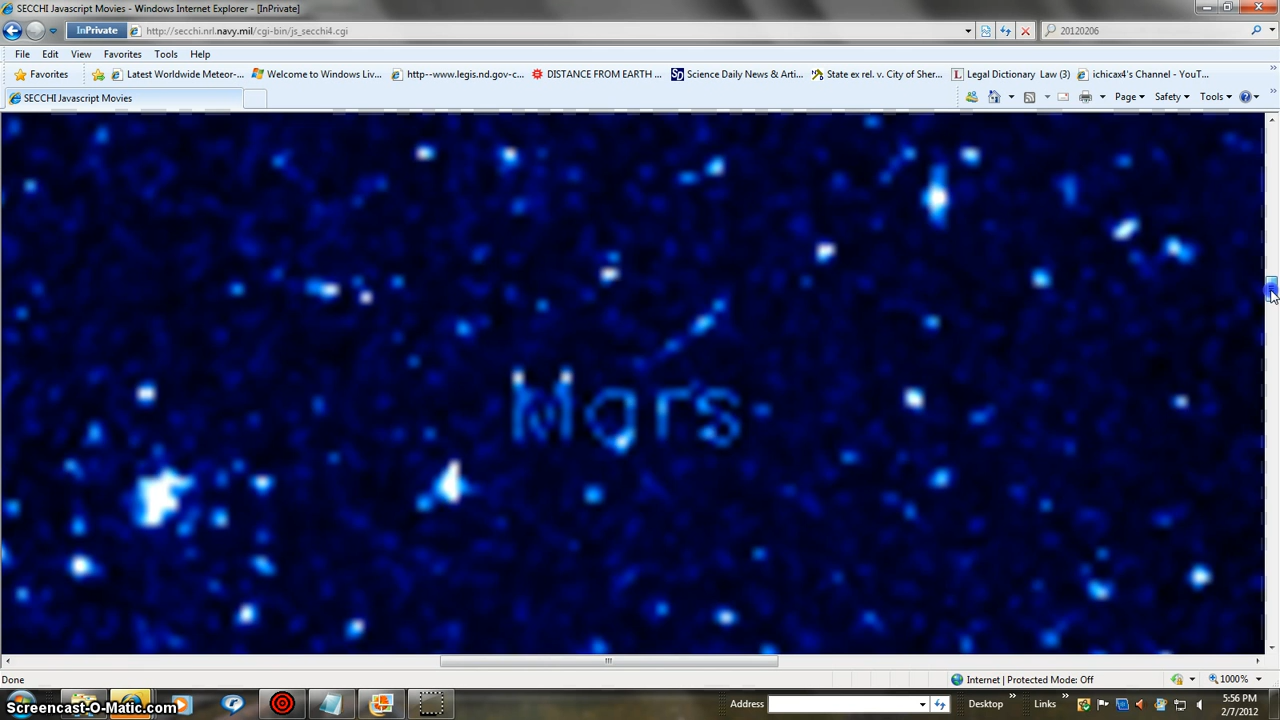 SECCHI Javascript Movies - Windows Internet Explorer - [InPrivate]
InPrivate http://secchi.nrl.navy.mil/cgi-bin/js_secchi4.cgi 20120206
File Edit View Favorites Tools Help
Favorites Latest Worldwide Meteor-... Welcome to Windows Liv... http--www.legis.nd.gov-c... DISTANCE FROM EARTH ... Science Daily News & Arti... State ex rel. v. City of Sher... Legal Dictionary Law (3) ichicax4's Channel - YouT...
SECCHI Javascript Movies Page Safety Tools
Mars
Done Internet | Protected Mode: Off 1000%
Address Desktop Links 5:56 PM
Screencast-O-Matic.com 2/7/2012